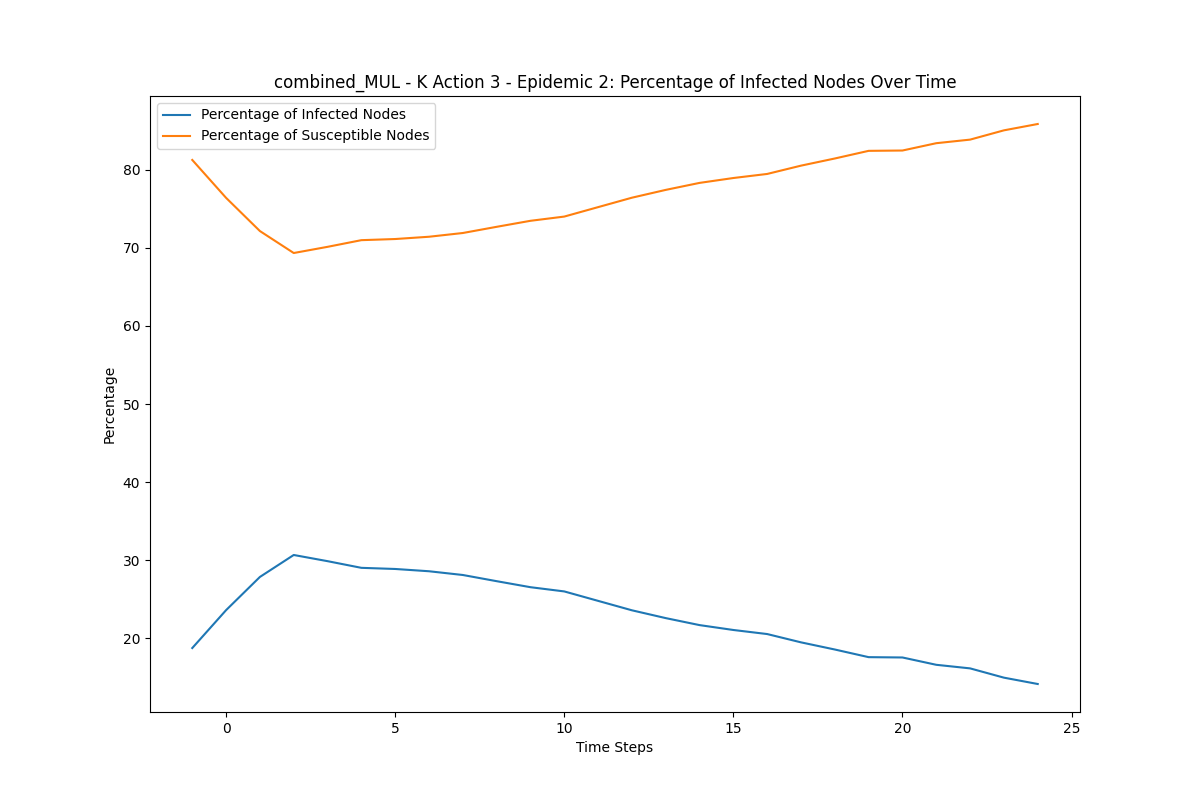 combined_MUL - K Action 3 - Epidemic 2: Percentage of Infected Nodes Over Time
Percentage of Infected Nodes
Percentage of Susceptible Nodes
80
70
60
50
40
30
20
Percentage
0 5 10 15 20 25
Time Steps